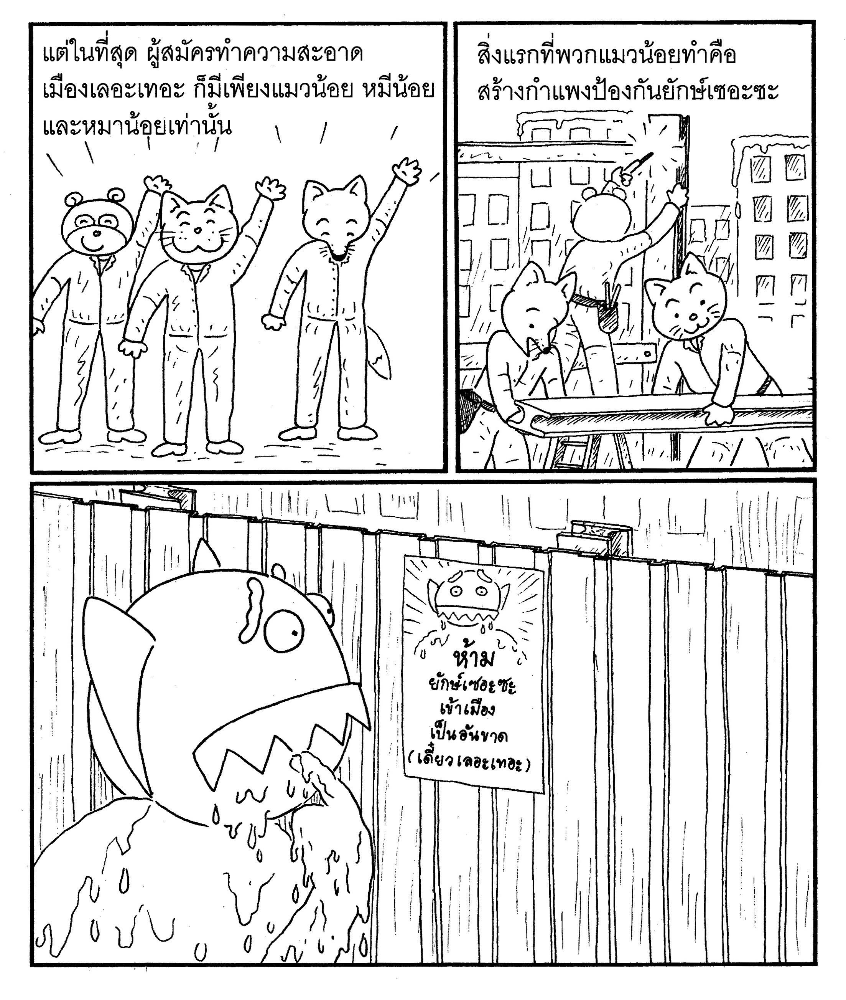 แต่ในที่สุด ผู้สมัครทำความสะอาด
เมืองเลอะเทอะ ก็มีเพียงแมวน้อย หมีน้อย
และหมาน้อยเท่านั้น
สิ่งแรกที่พวกแมวน้อยทำคือ
สร้างกำแพงป้องกันยักษ์เซอะซะ
ห้าม
ยักษ์เซอะซะ
เข้าเมือง
เป็นอันขาด
(เดี๋ยวเลอะเทอะ)